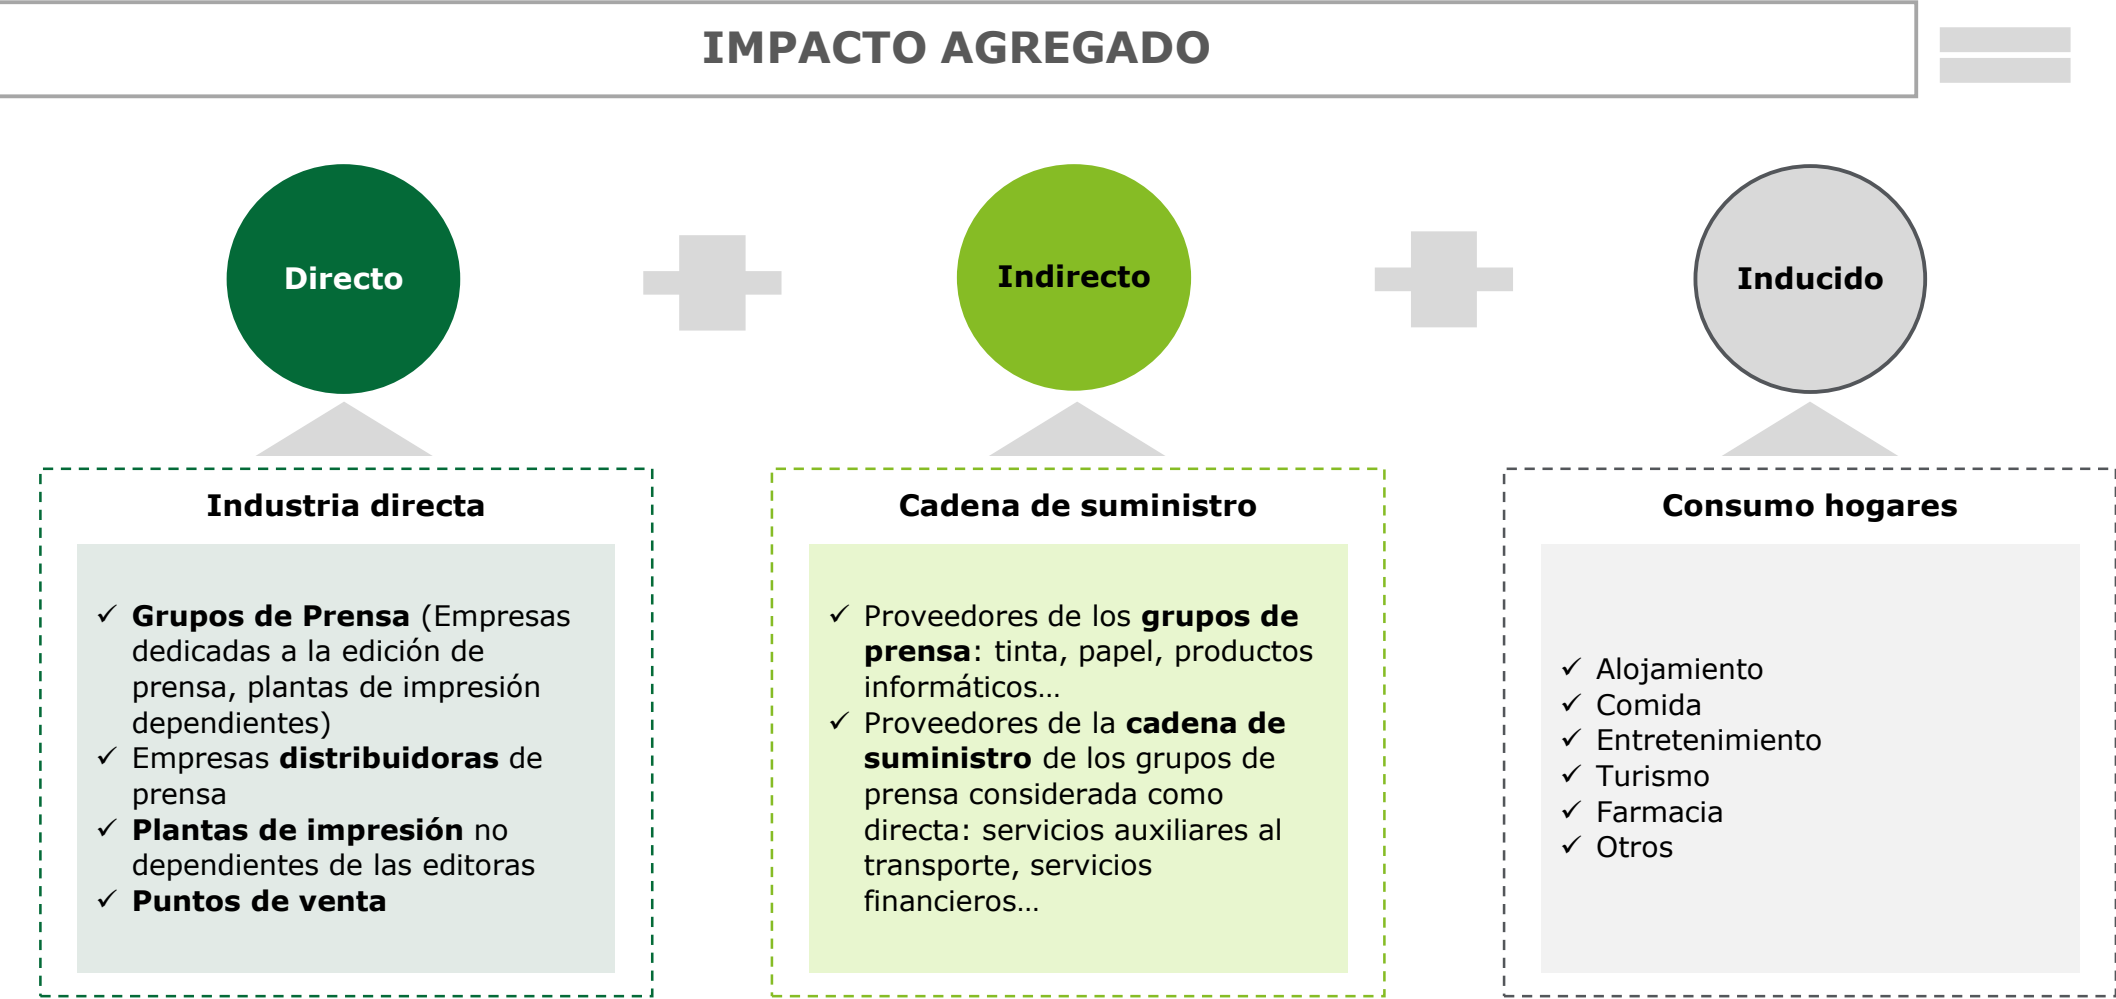 IMPACTO AGREGADO
Directo
Indirecto
Inducido
Industria directa
✓ Grupos de Prensa (Empresas
dedicadas a la edición de
prensa, plantas de impresión
dependientes)
✓ Empresas distribuidoras de
prensa
✓ Plantas de impresión no
dependientes de las editoras
✓ Puntos de venta
Cadena de suministro
✓ Proveedores de los grupos de
prensa: tinta, papel, productos
informáticos…
✓ Proveedores de la cadena de
suministro de los grupos de
prensa considerada como
directa: servicios auxiliares al
transporte, servicios
financieros…
Consumo hogares
✓ Alojamiento
✓ Comida
✓ Entretenimiento
✓ Turismo
✓ Farmacia
✓ Otros